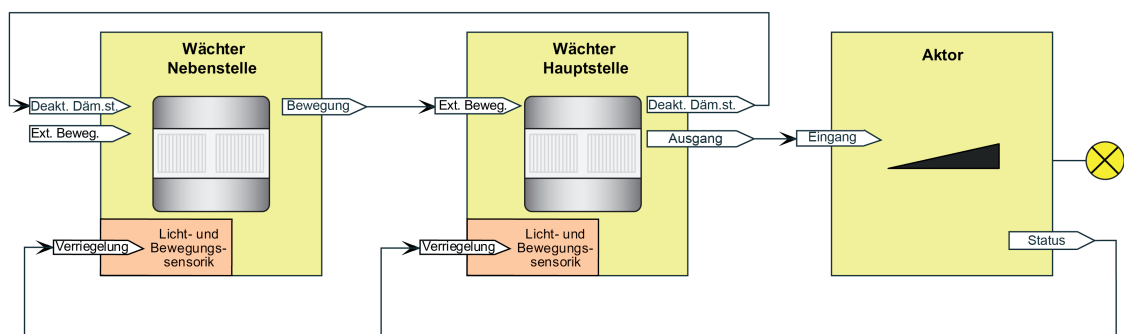 Wächter
Nebenstelle
Deakt. Däm.st.
Ext. Beweg.
Bewegung
Verriegelung
Licht- und
Bewegungs-
sensorik
Wächter
Hauptstelle
Ext. Beweg.
Deakt. Däm.st.
Ausgang
Verriegelung
Licht- und
Bewegungs-
sensorik
Aktor
Eingang
Status